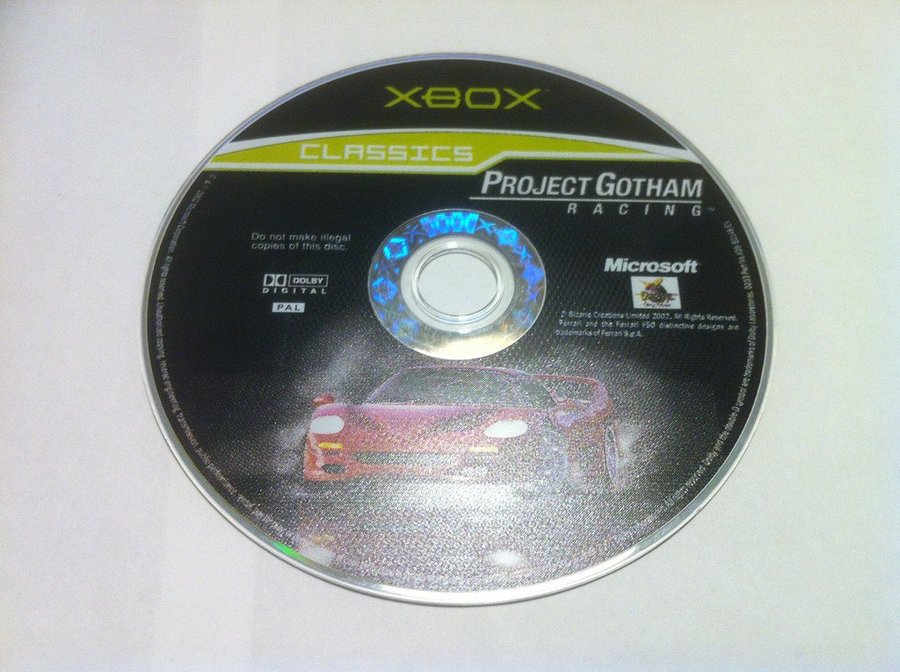 XBOX
CLASSICS
PROJECT GOTHAM
RACING™
Do not make illegal
copies of this disc.
DOLBY
DIGITAL
PAL
Microsoft
Bizarre Creations Limited 2002. All Rights Reserved.
Ferrari and the Ferrari F50 distinctive designs are
trademarks of Ferrari S.p.A.